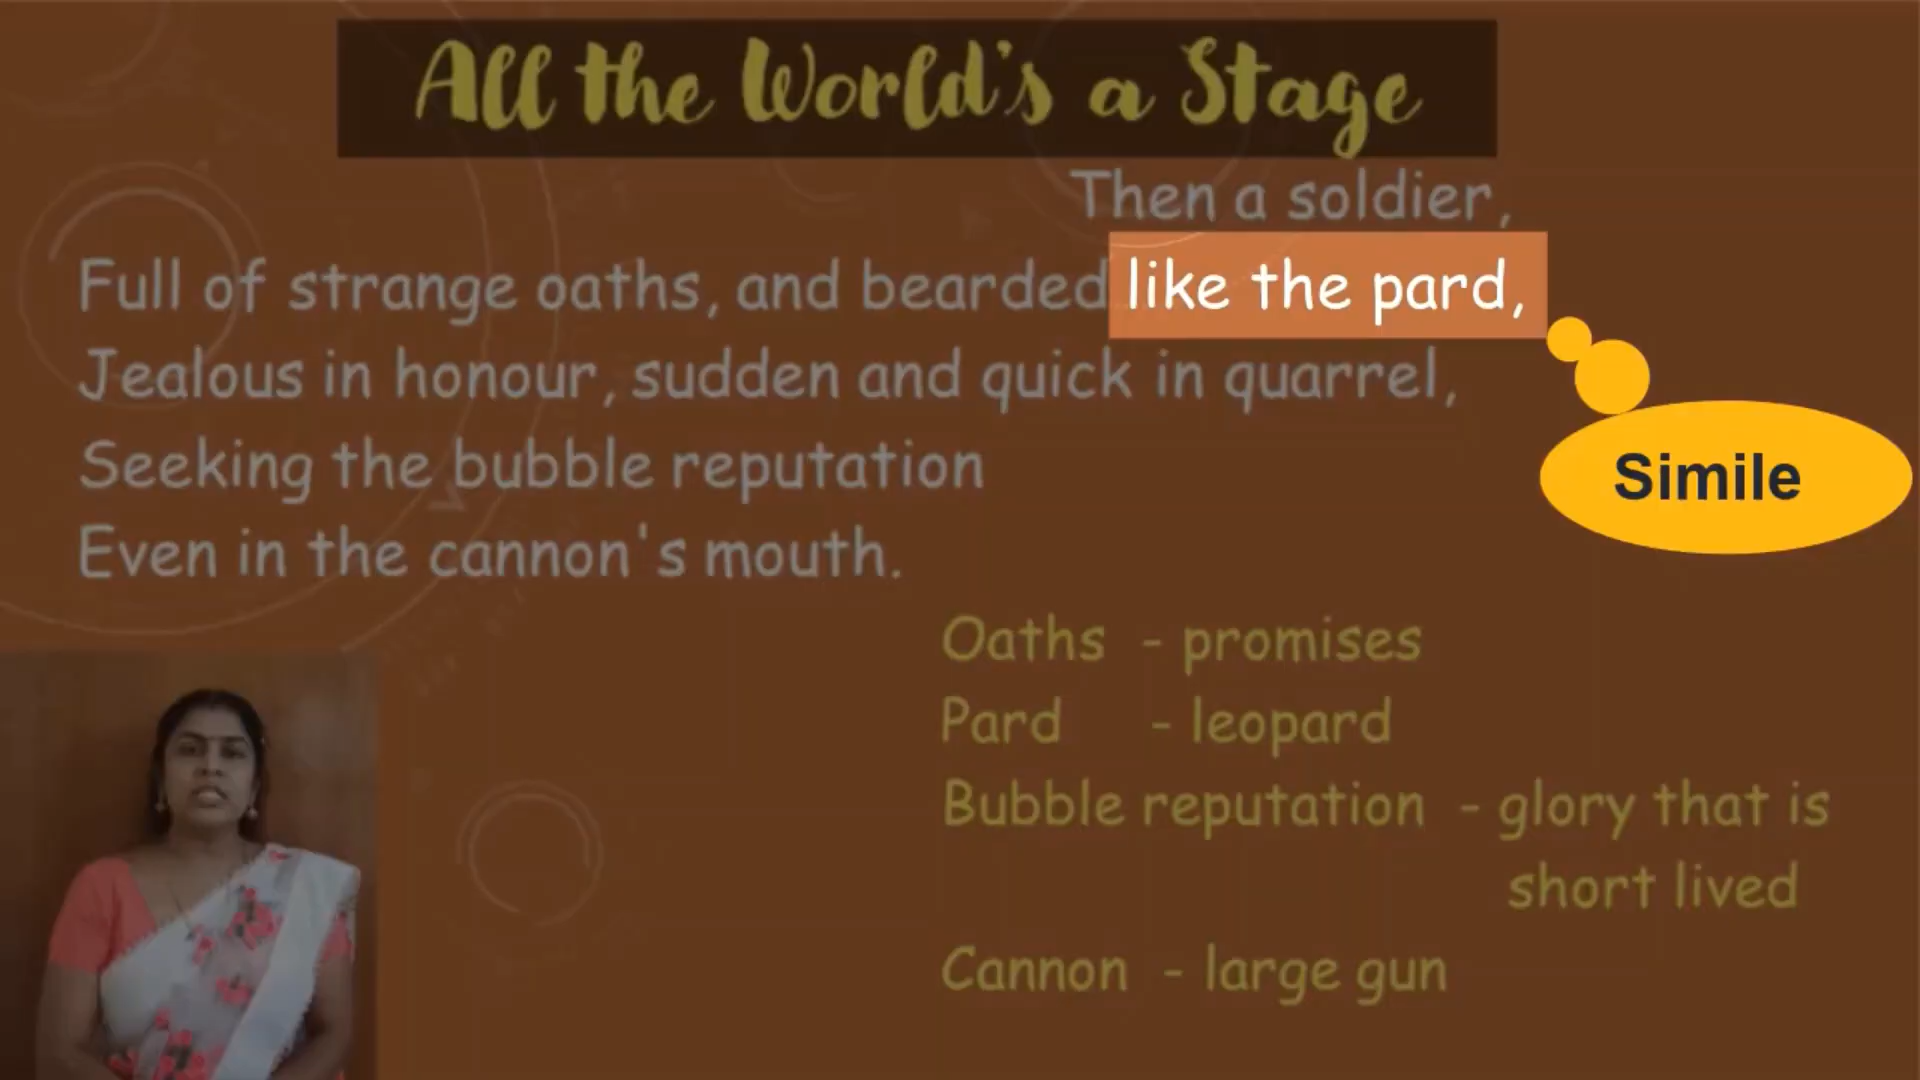 All the World's a Stage
Then a soldier,
Full of strange oaths, and bearded like the pard,
Jealous in honour, sudden and quick in quarrel,
Seeking the bubble reputation
Even in the cannon's mouth.
Simile
Oaths - promises
Pard - leopard
Bubble reputation - glory that is
short lived
Cannon - large gun